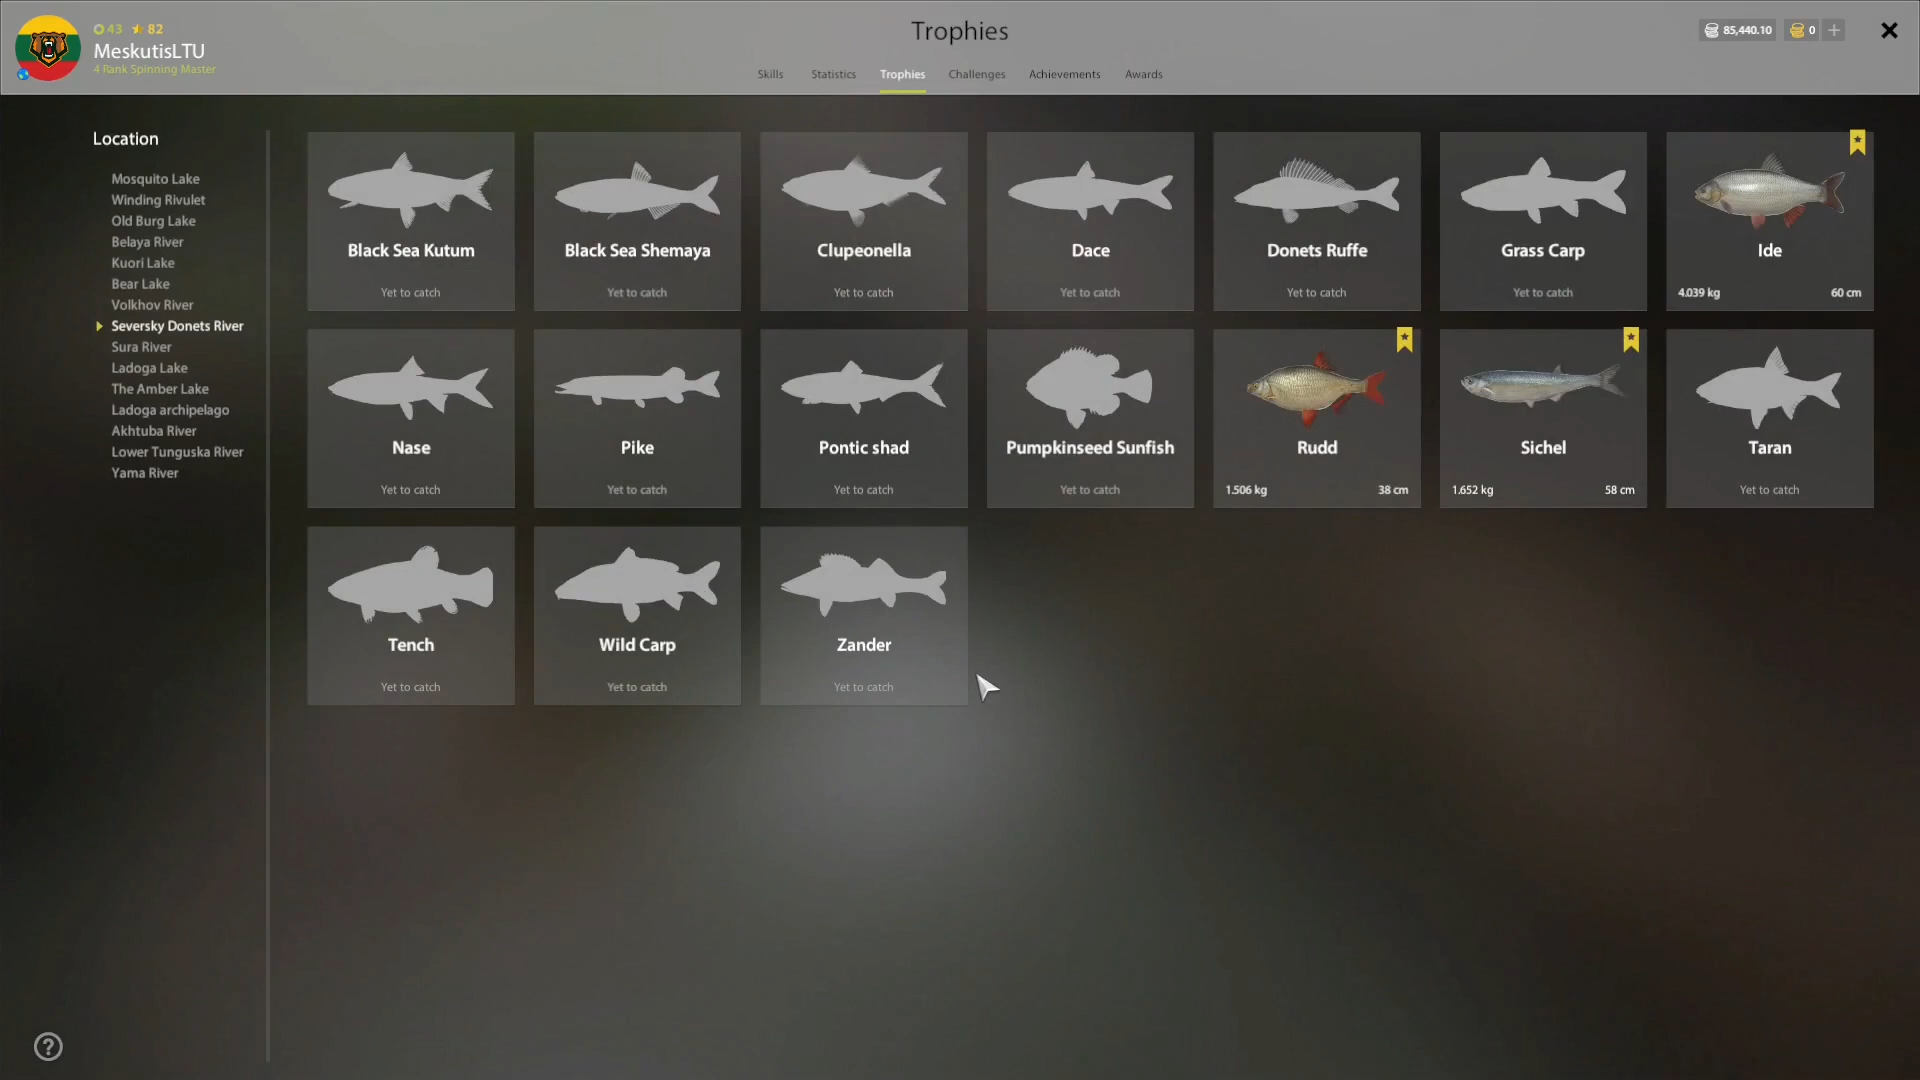 43 82
MeskutisLTU
4 Rank Spinning Master
Trophies
85,440.10 0
Skills Statistics Trophies Challenges Achievements Awards
Location
Mosquito Lake
Winding Rivulet
Old Burg Lake
Belaya River
Kuori Lake
Bear Lake
Volkhov River
Seversky Donets River
Sura River
Ladoga Lake
The Amber Lake
Ladoga archipelago
Akhtuba River
Lower Tunguska River
Yama River
Black Sea Kutum
Yet to catch
Black Sea Shemaya
Yet to catch
Clupeonella
Yet to catch
Dace
Yet to catch
Donets Ruffe
Yet to catch
Grass Carp
Yet to catch
Ide
4.039 kg 60 cm
Nase
Yet to catch
Pike
Yet to catch
Pontic shad
Yet to catch
Pumpkinseed Sunfish
Yet to catch
Rudd
1.506 kg 38 cm
Sichel
1.652 kg 58 cm
Taran
Yet to catch
Tench
Yet to catch
Wild Carp
Yet to catch
Zander
Yet to catch
?